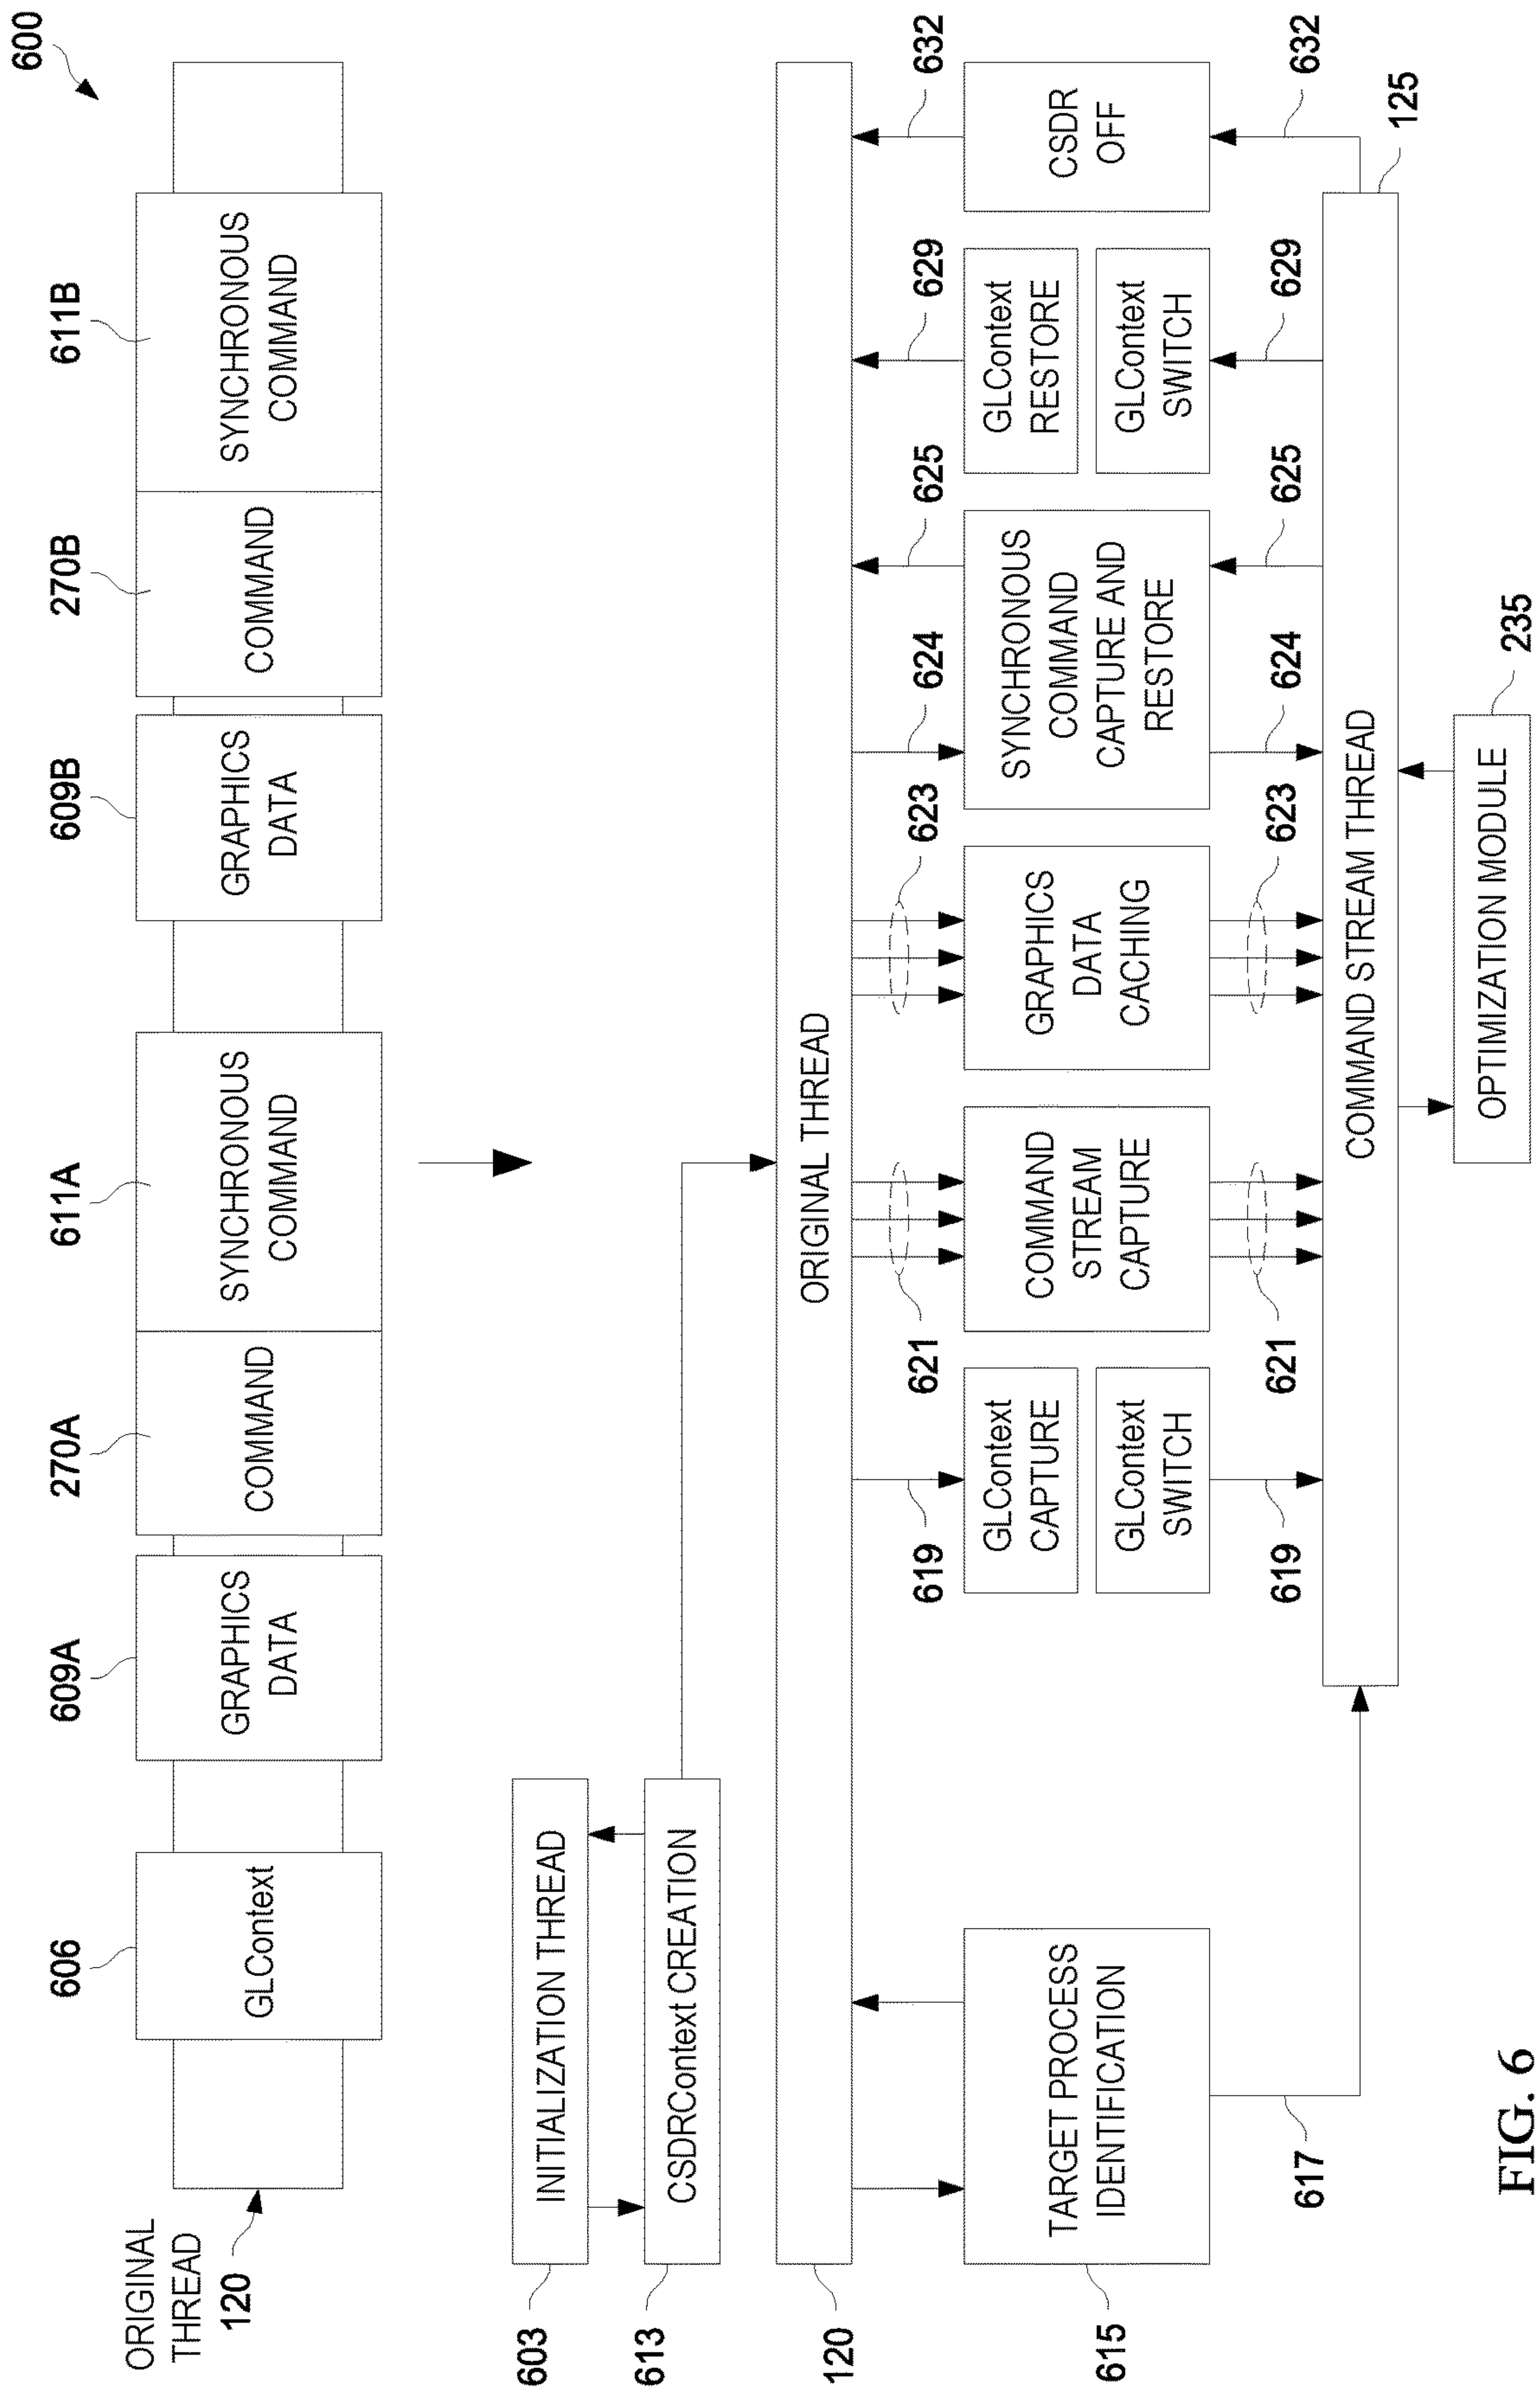 600
611B
270B
609B
611A
270A
609A
606
SYNCHRONOUS
COMMAND
COMMAND
GRAPHICS
DATA
SYNCHRONOUS
COMMAND
COMMAND
GRAPHICS
DATA
GLContext
ORIGINAL
THREAD
120
603
INITIALIZATION THREAD
613
CSDRContext CREATION
120
ORIGINAL THREAD
619
621
623
624
625
629
632
615
TARGET PROCESS
IDENTIFICATION
GLContext
CAPTURE
GLContext
SWITCH
COMMAND
STREAM
CAPTURE
GRAPHICS
DATA
CACHING
SYNCHRONOUS
COMMAND
CAPTURE AND
RESTORE
GLContext
RESTORE
GLContext
SWITCH
CSDR
OFF
617
619
621
623
624
625
629
632
COMMAND STREAM THREAD
125
OPTIMIZATION MODULE
235
FIG. 6